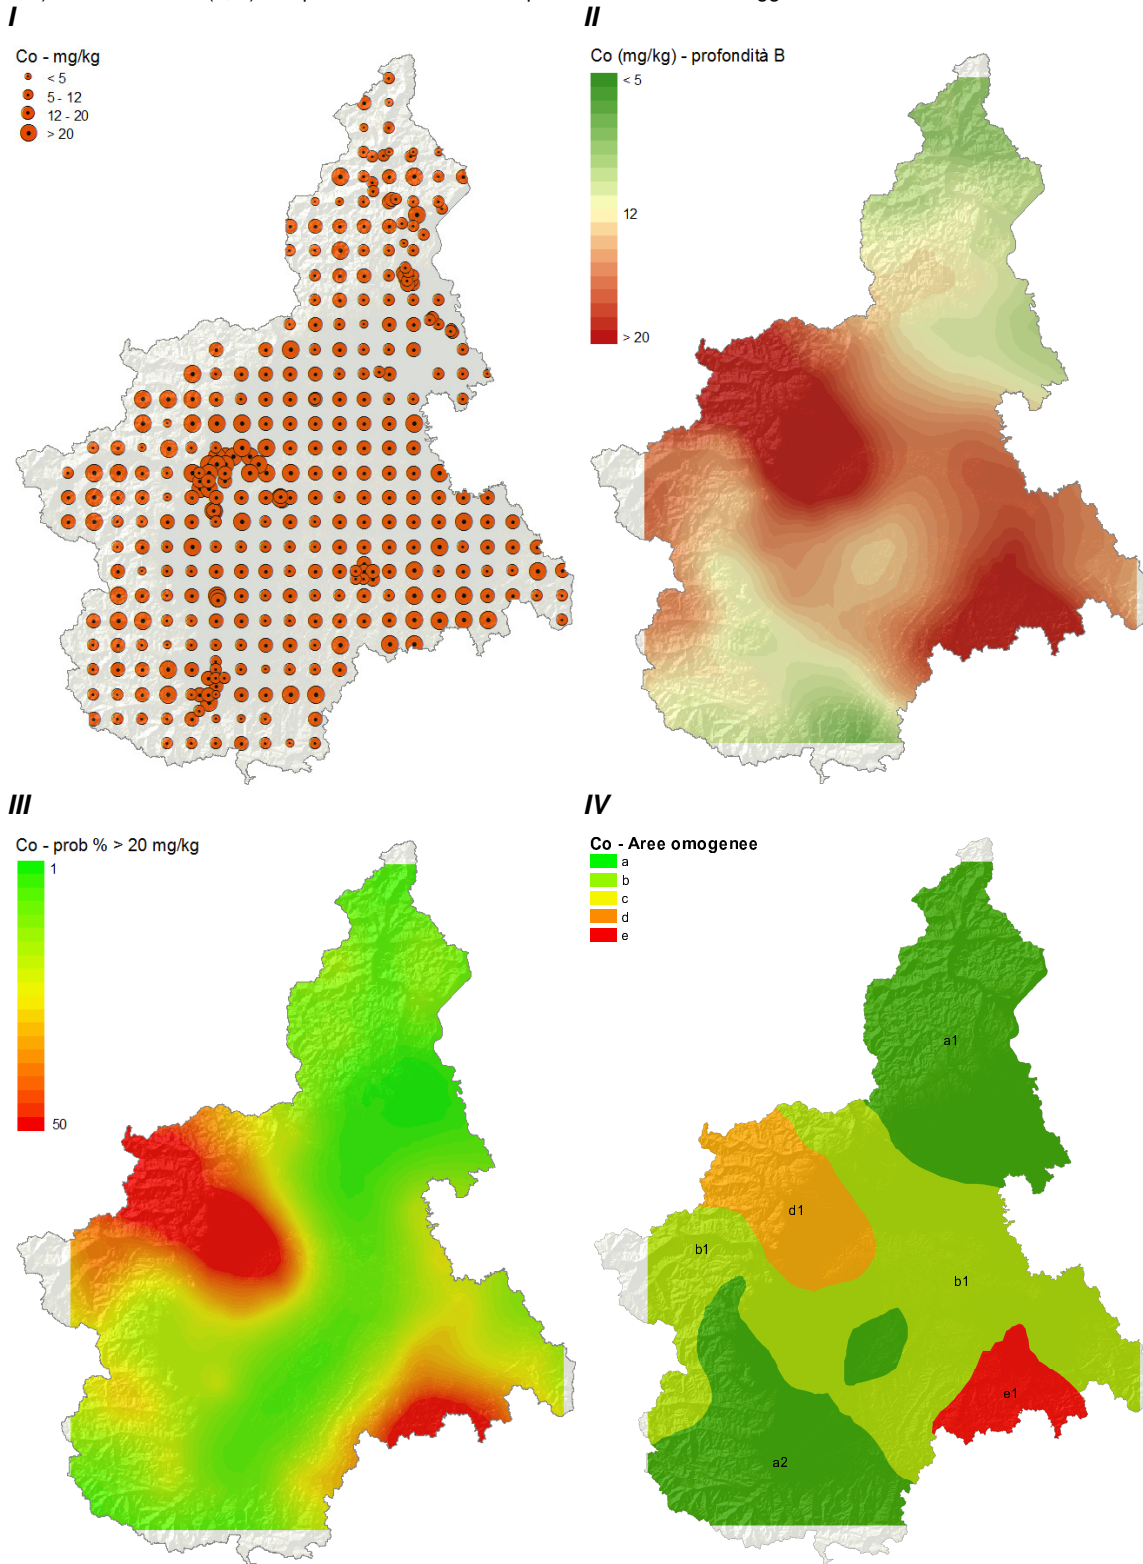 I
Co - mg/kg
< 5
5 - 12
12 - 20
> 20
II
Co (mg/kg) - profondità B
< 5
12
> 20
III
Co - prob % > 20 mg/kg
1
50
IV
Co - Aree omogenee
a
b
c
d
e
a1
d1
b1
b1
e1
a2